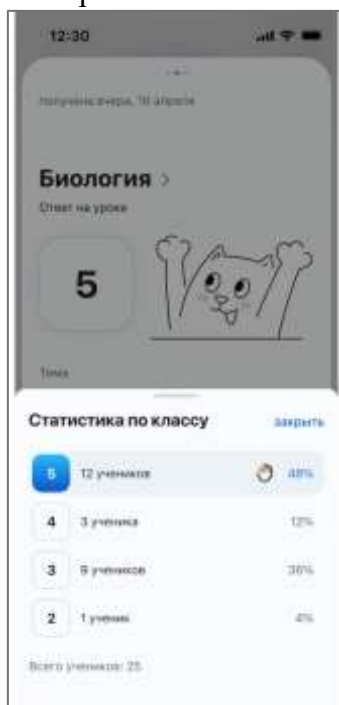 12:30
получена вчера, 18 апреля
Биология >
Ответ на уроке
5
Тема
Статистика по классу закрыть
5 12 учеников 48%
4 3 ученика 12%
3 9 учеников 36%
2 1 ученик 4%
Всего учеников: 25